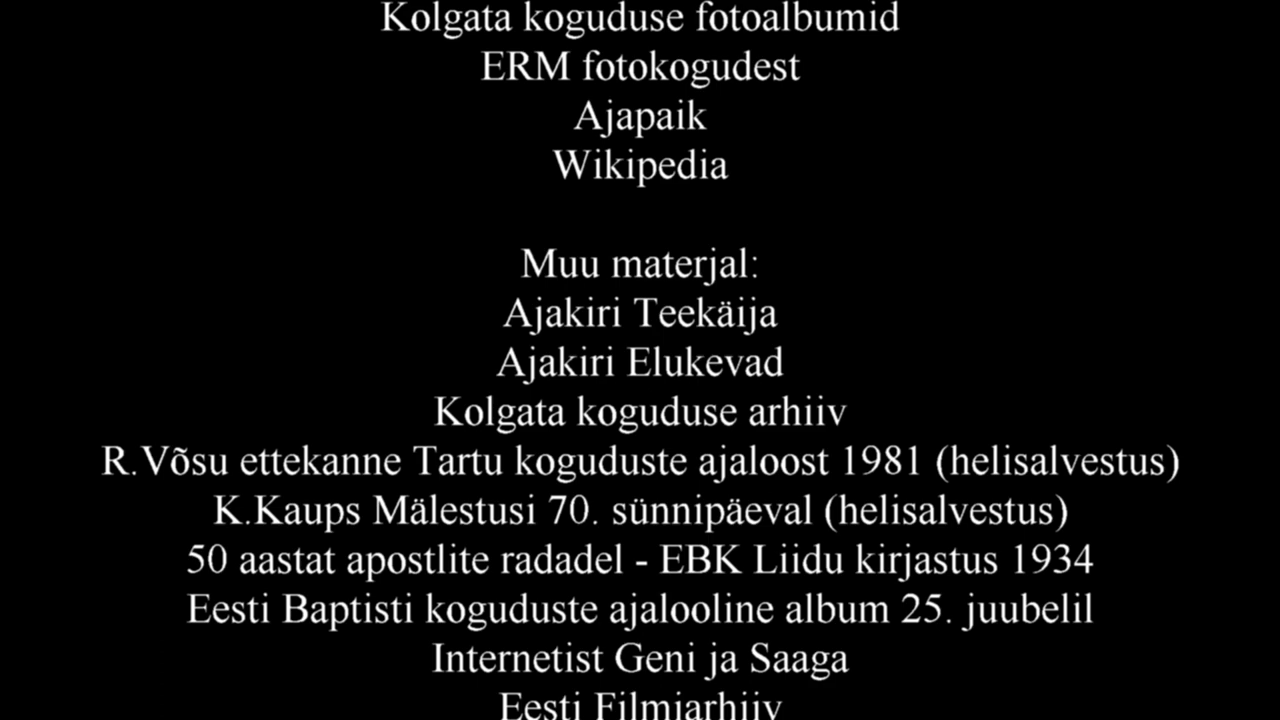 Kolgata koguduse fotoalbumid
ERM fotokogudest
Ajapaik
Wikipedia
Muu materjal:
Ajakiri Teekäija
Ajakiri Elukevad
Kolgata koguduse arhiiv
R.Võsu ettekanne Tartu koguduste ajaloost 1981 (helisalvestus)
K.Kaups Mälestusi 70. sünnipäeval (helisalvestus)
50 aastat apostlite radadel - EBK Liidu kirjastus 1934
Eesti Baptisti koguduste ajalooline album 25. juubelil
Internetist Geni ja Saaga
Eesti Filmiarhiiv